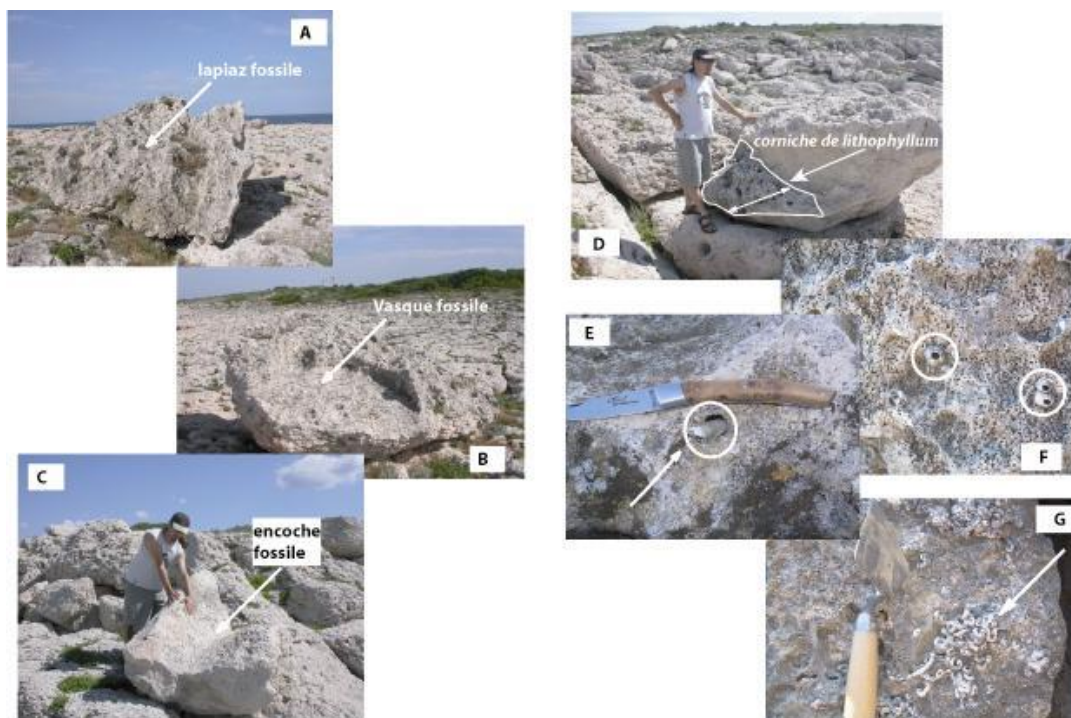 A
lapiaz fossile
Vasque fossile
B
C
encoche
fossile
corniche de lithophyllum
D
E
F
G